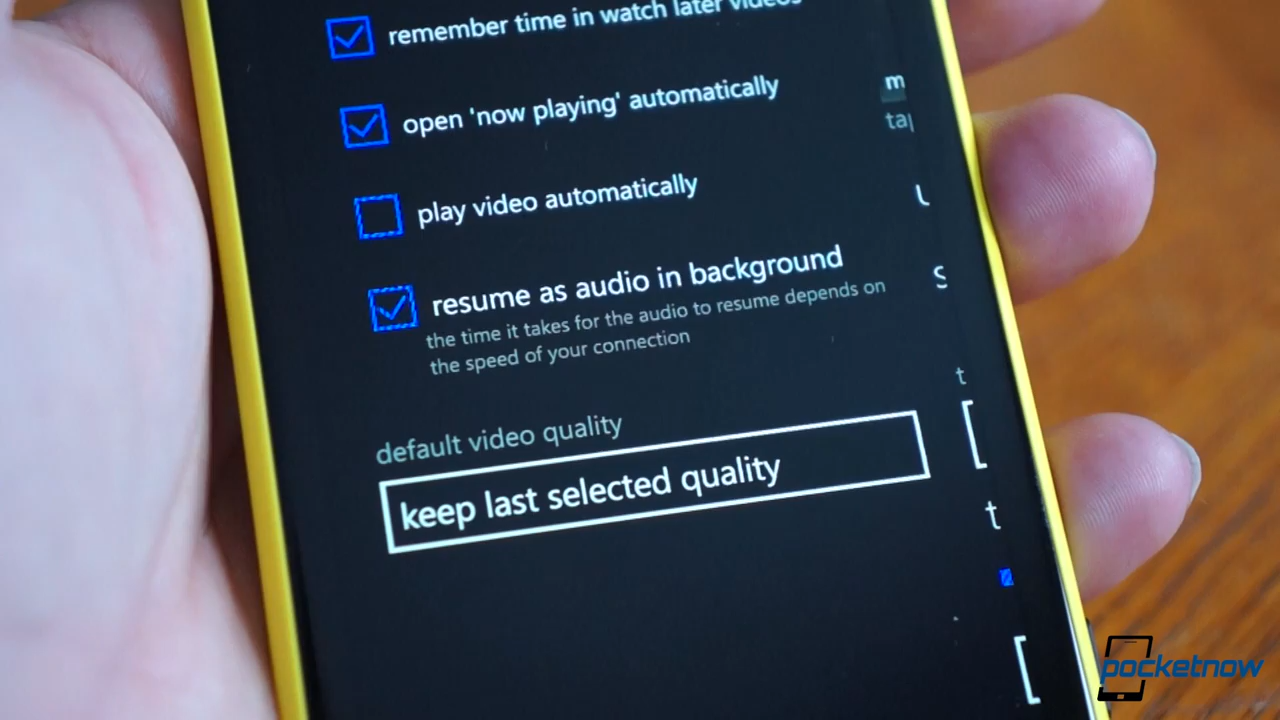 remember time in watch later videos
open 'now playing' automatically
play video automatically
resume as audio in background
the time it takes for the audio to resume depends on
the speed of your connection
default video quality
keep last selected quality
m
ta
S
t
t
pocketnow